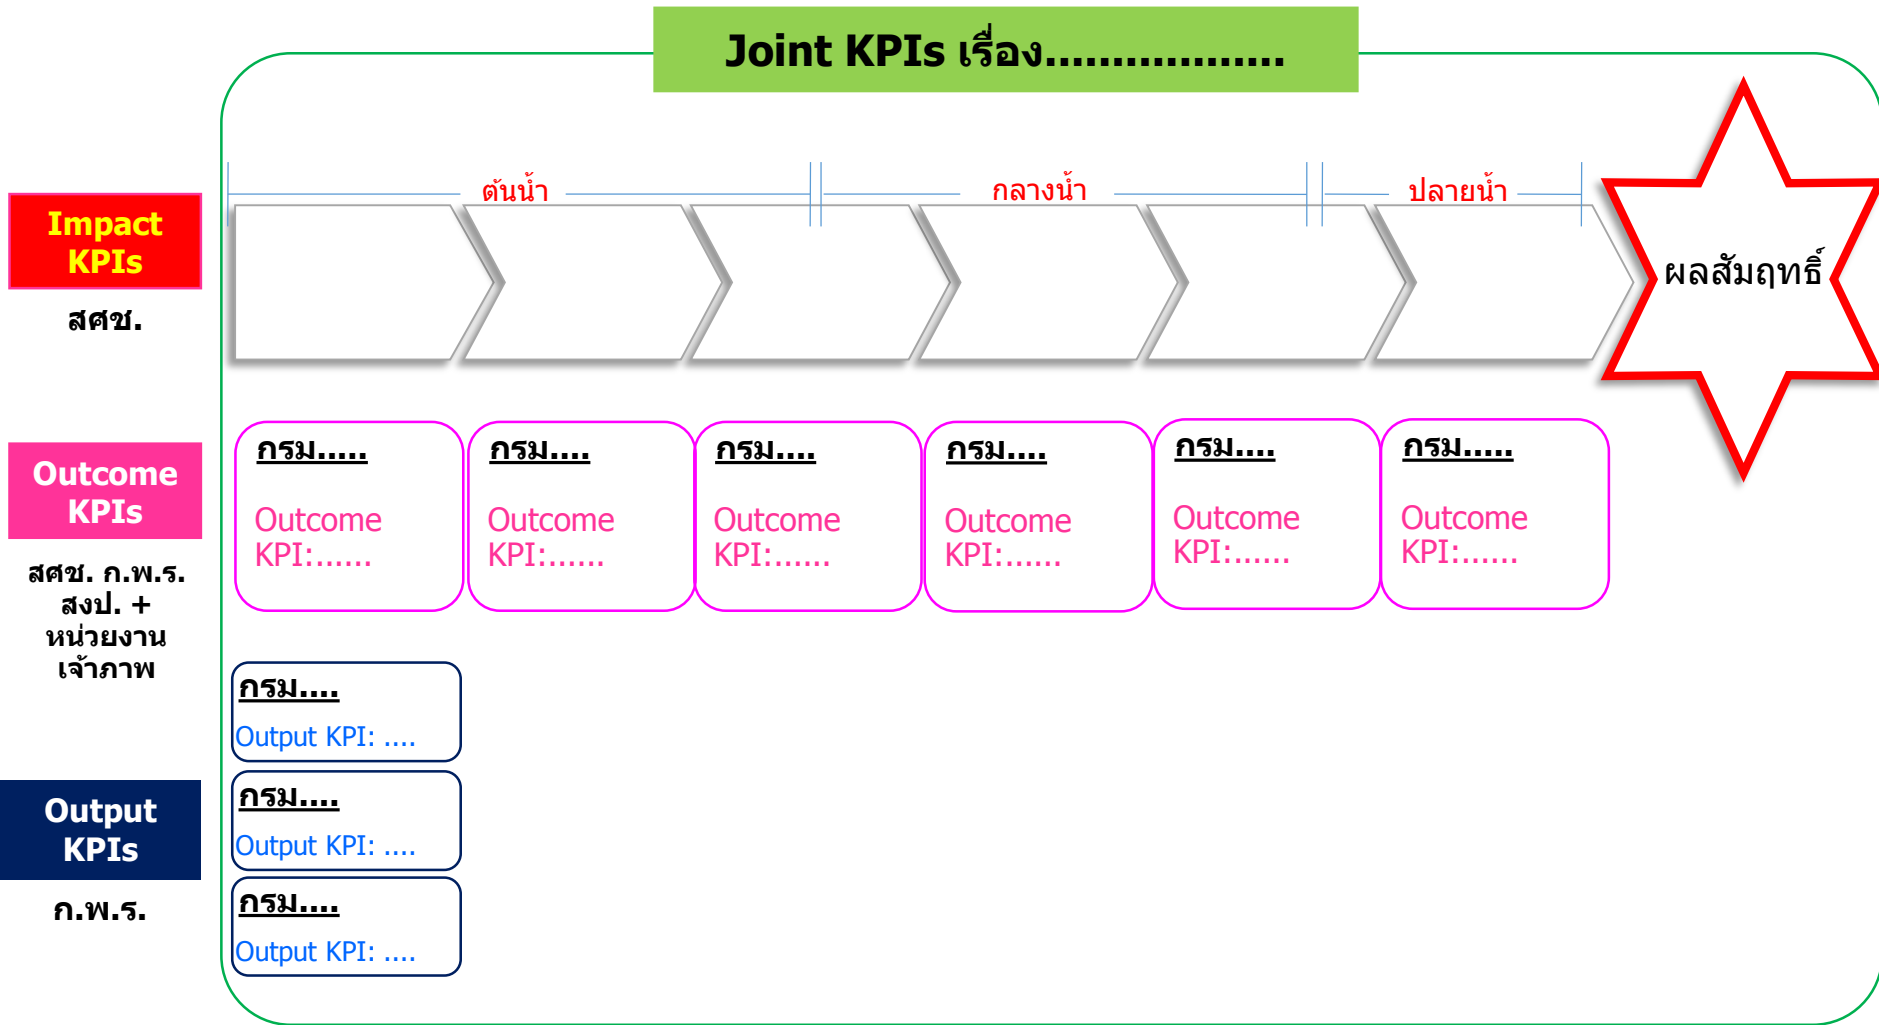 Joint KPIs เรื่อง..................
ต้นน้ำ
กลางน้ำ
ปลายน้ำ
Impact
KPIs
สศช.
ผลสัมฤทธิ์
Outcome
KPIs
สศช. ก.พ.ร.
สงป. +
หน่วยงาน
เจ้าภาพ
กรม.....
Outcome
KPI:......
กรม....
Outcome
KPI:......
กรม....
Outcome
KPI:......
กรม....
Outcome
KPI:......
กรม....
Outcome
KPI:......
กรม.....
Outcome
KPI:......
Output
KPIs
ก.พ.ร.
กรม....
Output KPI: ....
กรม....
Output KPI: ....
กรม....
Output KPI: ....